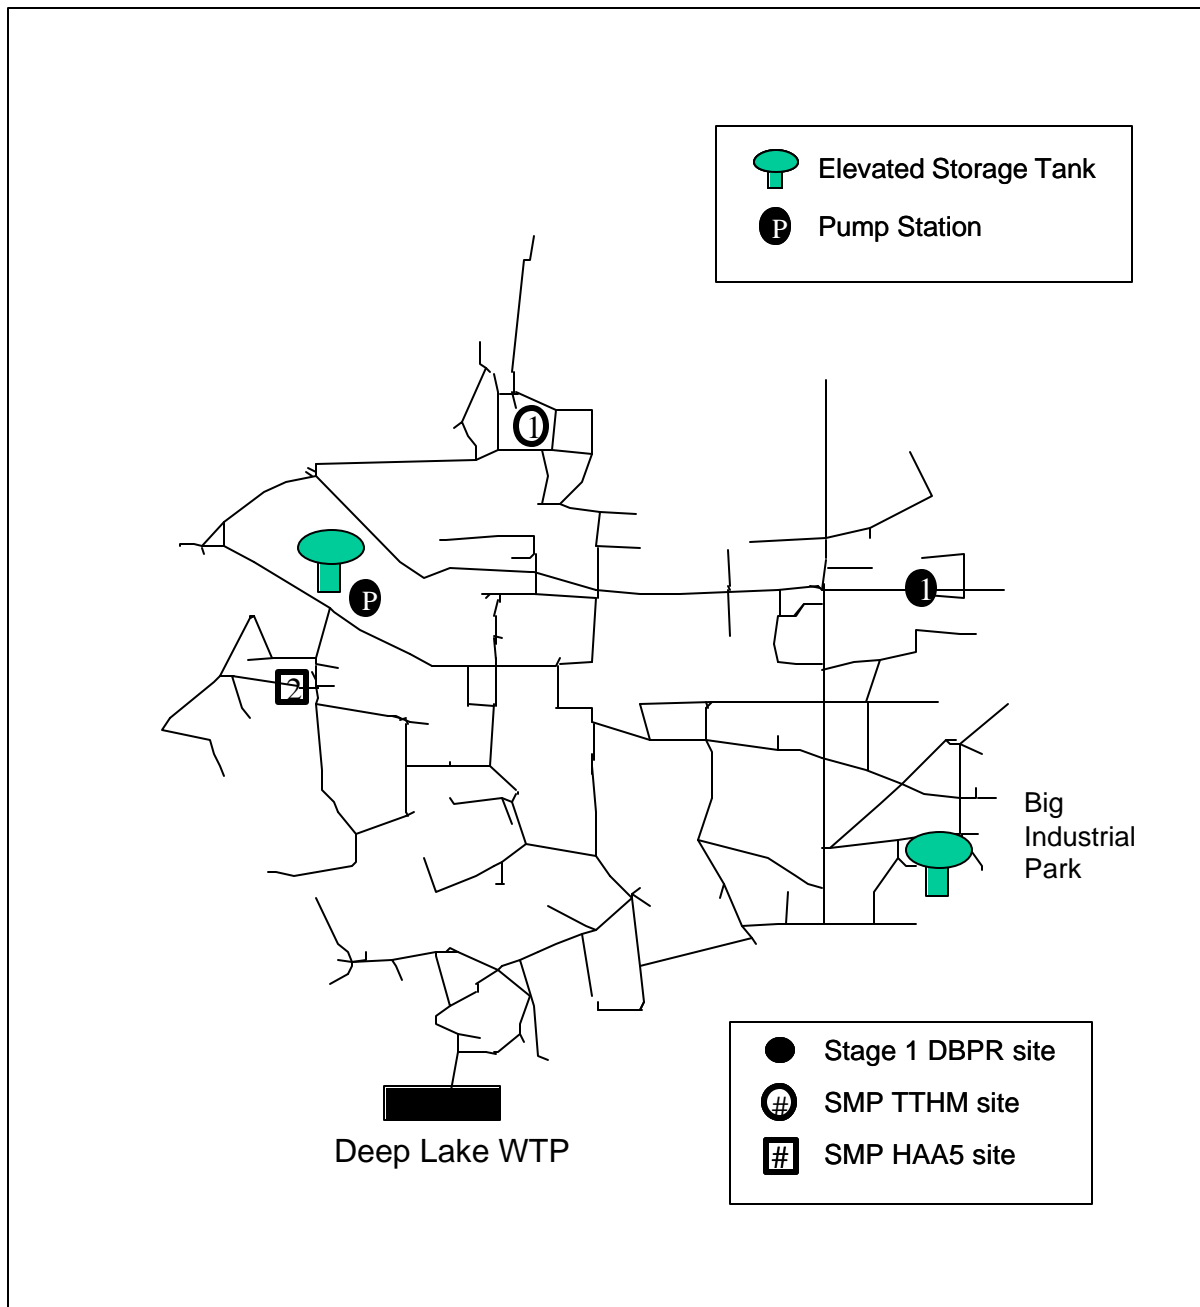 Elevated Storage Tank
P Pump Station
1
P
1
2
Big
Industrial
Park
Stage 1 DBPR site
# SMP TTHM site
# SMP HAA5 site
Deep Lake WTP